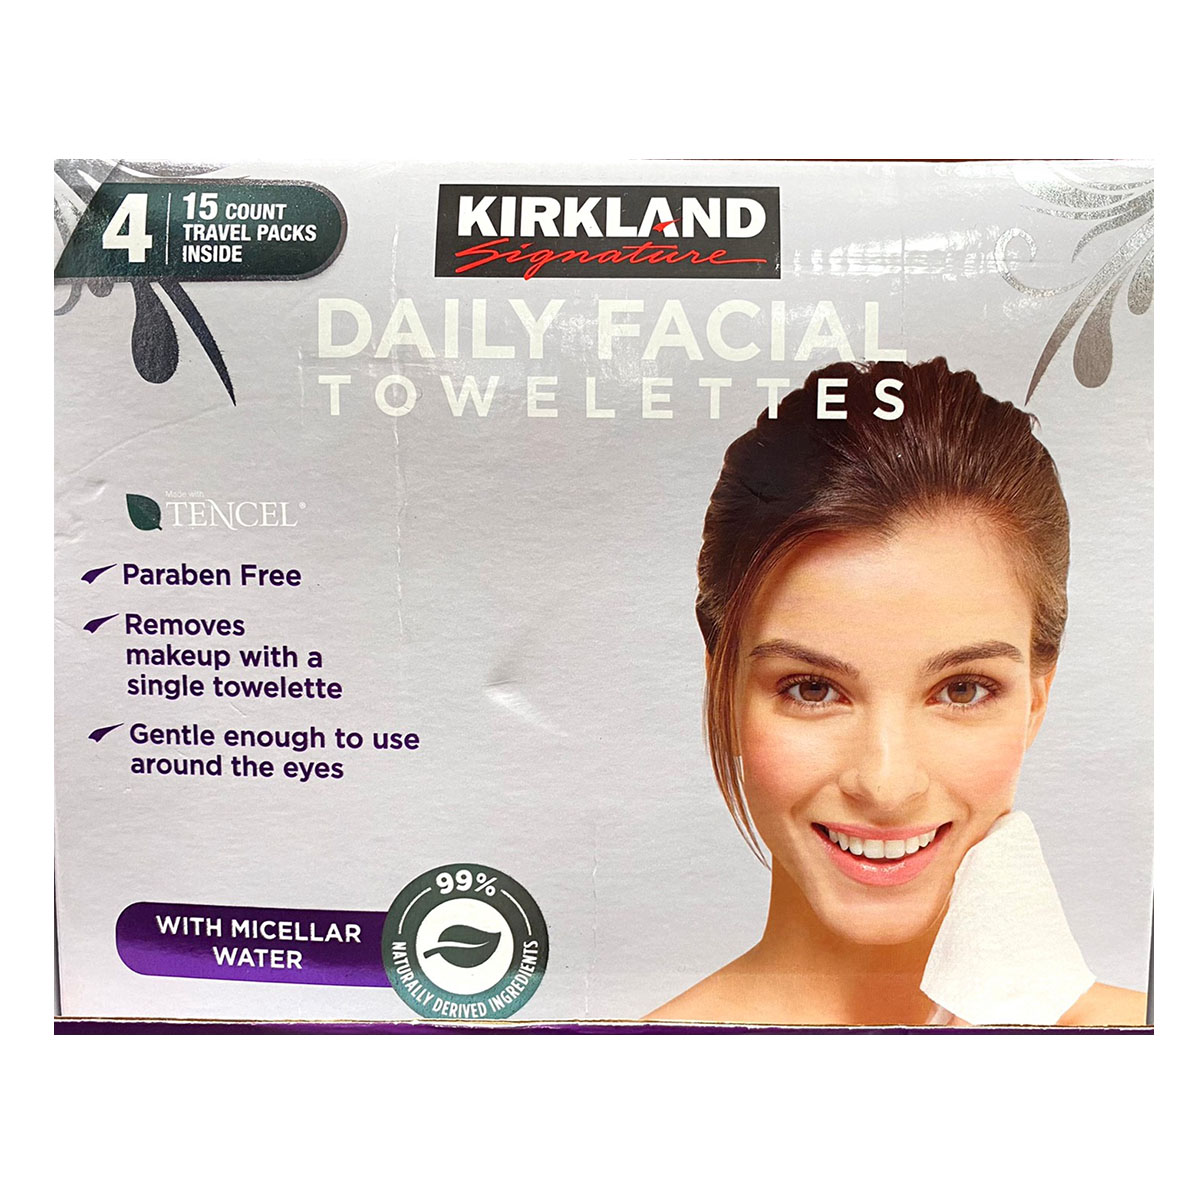 4
15 COUNT
TRAVEL PACKS
INSIDE
KIRKLAND
Signature
DAILY FACIAL
TOWELETTES
Made with
TENCEL®
Paraben Free
Removes
makeup with a
single towelette
Gentle enough to use
around the eyes
WITH MICELLAR
WATER
99%
NATURALLY DERIVED INGREDIENTS